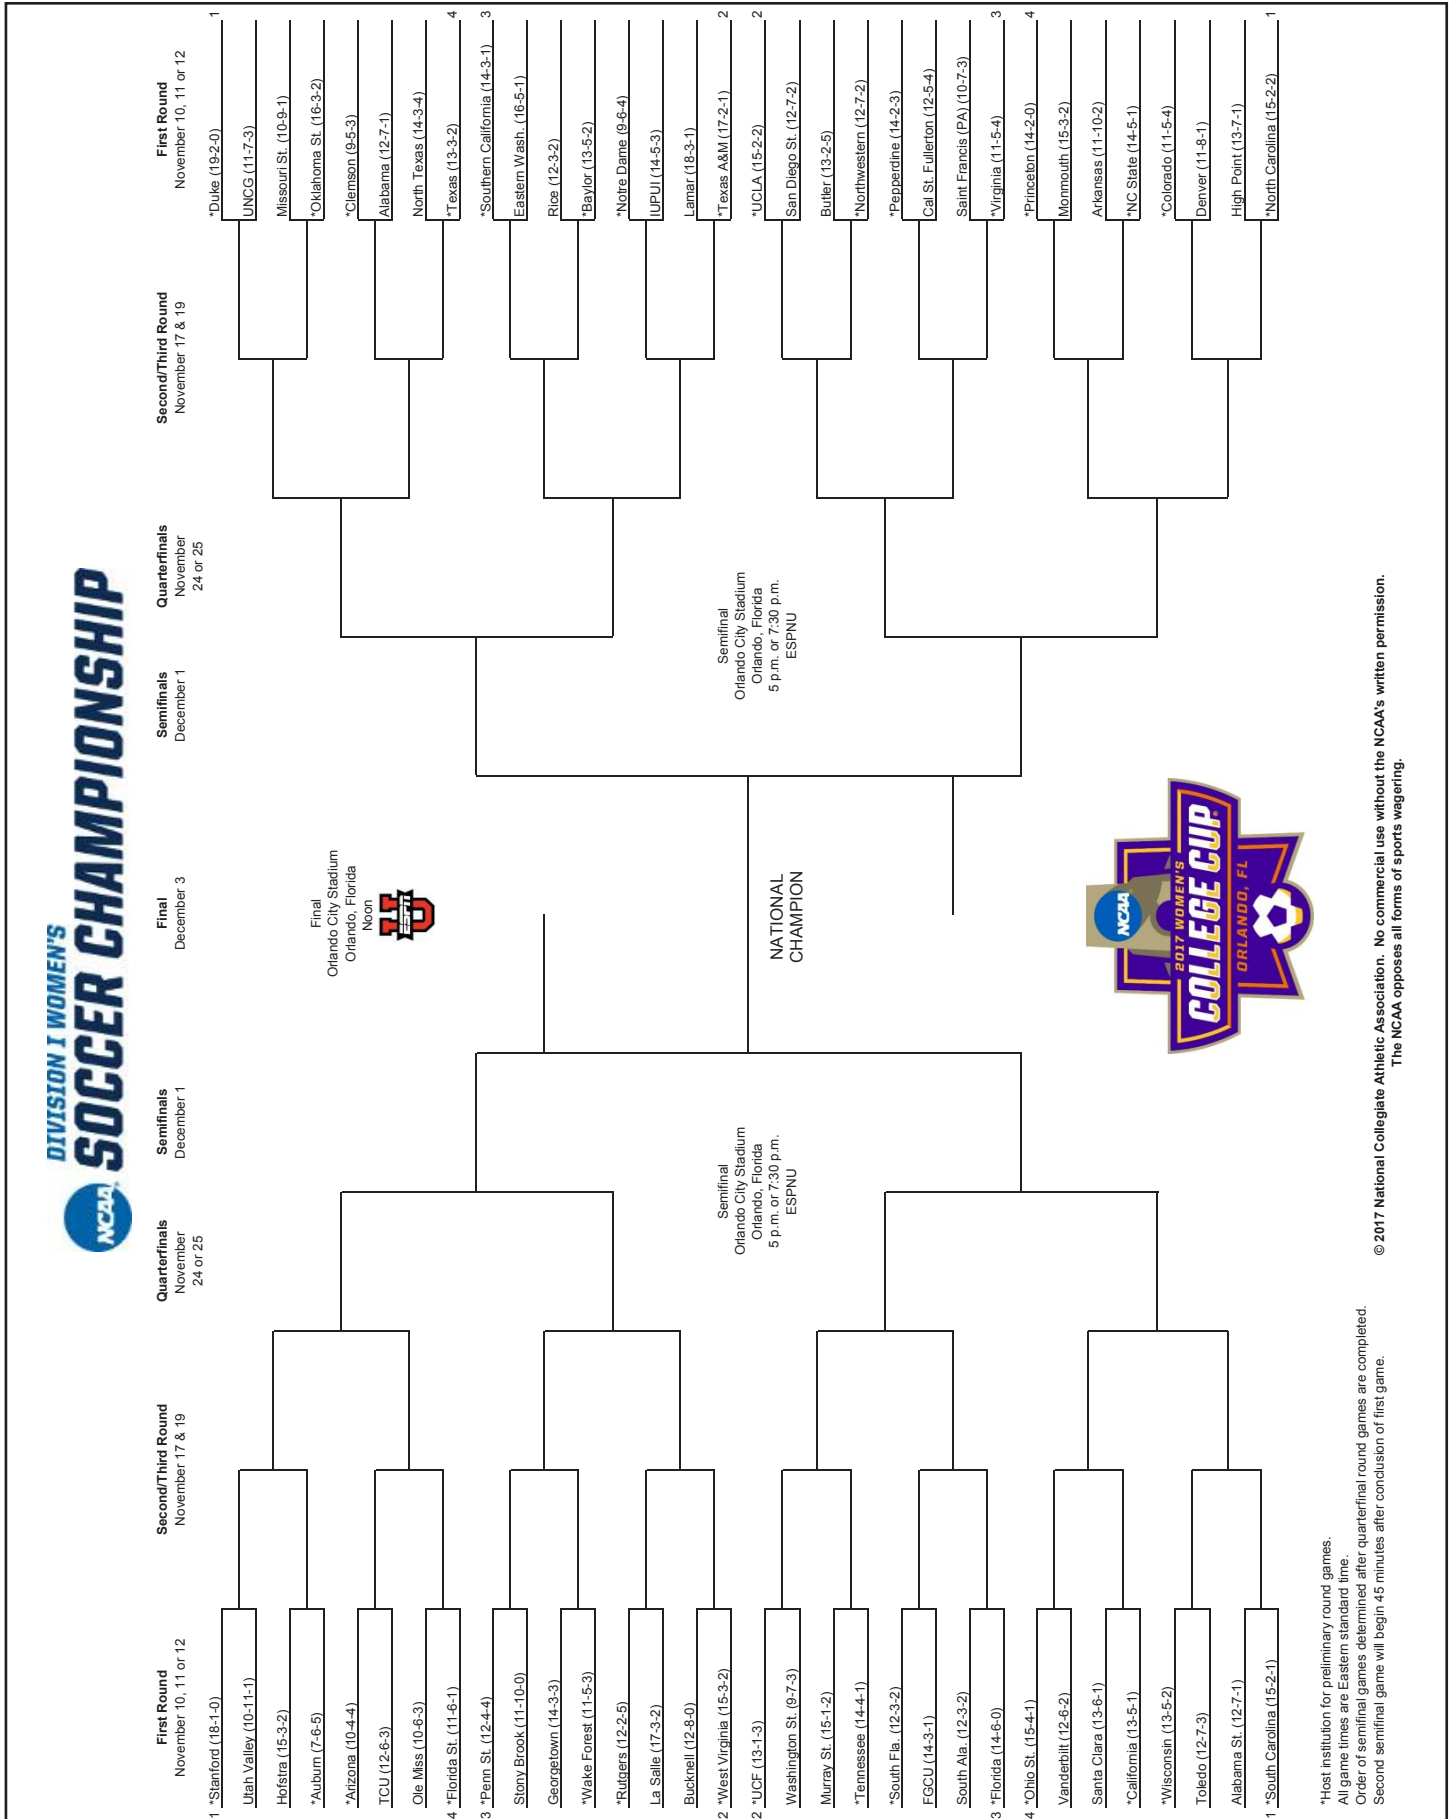 DIVISION I WOMEN'S
NCAA SOCCER CHAMPIONSHIP
First Round
November 10, 11 or 12
Second/Third Round
November 17 & 19
Quarterfinals
November
24 or 25
Semifinals
December 1
Final
December 3
Semifinals
December 1
Quarterfinals
November
24 or 25
Second/Third Round
November 17 & 19
First Round
November 10, 11 or 12
1 *Stanford (18-1-0)
Utah Valley (10-11-1)
Hofstra (15-3-2)
*Auburn (7-6-5)
*Arizona (10-4-4)
TCU (12-6-3)
Ole Miss (10-6-3)
4 *Florida St. (11-6-1)
3 *Penn St. (12-4-4)
Stony Brook (11-10-0)
Georgetown (14-3-3)
*Wake Forest (11-5-3)
*Rutgers (12-2-5)
La Salle (17-3-2)
Bucknell (12-8-0)
2 *West Virginia (15-3-2)
2 *UCF (13-1-3)
Washington St. (9-7-3)
Murray St. (15-1-2)
*Tennessee (14-4-1)
*South Fla. (12-3-2)
FGCU (14-3-1)
South Ala. (12-3-2)
3 *Florida (14-6-0)
4 *Ohio St. (15-4-1)
Vanderbilt (12-6-2)
Santa Clara (13-6-1)
*California (13-5-1)
*Wisconsin (13-5-2)
Toledo (12-7-3)
Alabama St. (12-7-1)
1 *South Carolina (15-2-1)
Semifinal
Orlando City Stadium
Orlando, Florida
5 p.m. or 7:30 p.m.
ESPNU
Final
Orlando City Stadium
Orlando, Florida
Noon
ESPN U
NATIONAL
CHAMPION
Semifinal
Orlando City Stadium
Orlando, Florida
5 p.m. or 7:30 p.m.
ESPNU
*Duke (19-2-0) 1
UNCG (11-7-3)
Missouri St. (10-9-1)
*Oklahoma St. (16-3-2)
*Clemson (9-5-3)
Alabama (12-7-1)
North Texas (14-3-4)
*Texas (13-3-2) 4
*Southern California (14-3-1) 3
Eastern Wash. (16-5-1)
Rice (12-3-2)
*Baylor (13-5-2)
*Notre Dame (9-6-4)
IUPUI (14-5-3)
Lamar (18-3-1)
*Texas A&M (17-2-1) 2
*UCLA (15-2-2) 2
San Diego St. (12-7-2)
Butler (13-2-5)
*Northwestern (12-7-2)
*Pepperdine (14-2-3)
Cal St. Fullerton (12-5-4)
Saint Francis (PA) (10-7-3)
*Virginia (11-5-4) 3
*Princeton (14-2-0) 4
Monmouth (15-3-2)
Arkansas (11-10-2)
*NC State (14-5-1)
*Colorado (11-5-4)
Denver (11-8-1)
High Point (13-7-1)
*North Carolina (15-2-2) 1
NCAA
2017 WOMEN'S
COLLEGE CUP
ORLANDO, FL
*Host institution for preliminary round games.
All game times are Eastern standard time.
Order of semifinal games determined after quarterfinal round games are completed.
Second semifinal game will begin 45 minutes after conclusion of first game.
© 2017 National Collegiate Athletic Association. No commercial use without the NCAA's written permission.
The NCAA opposes all forms of sports wagering.